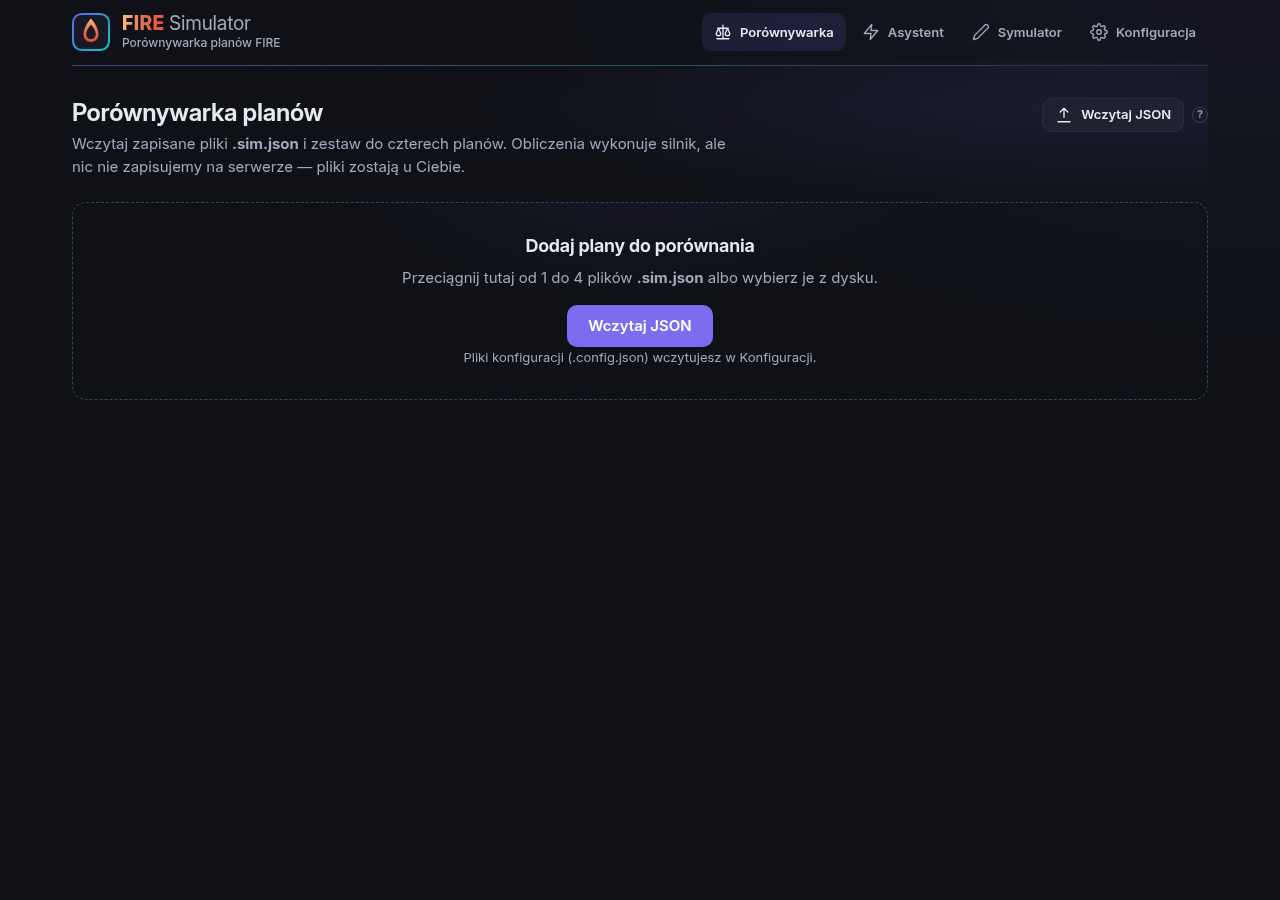 FIRE Simulator
Porównywarka planów FIRE
Porównywarka
Asystent
Symulator
Konfiguracja
Porównywarka planów
Wczytaj JSON
?
Wczytaj zapisane pliki .sim.json i zestaw do czterech planów. Obliczenia wykonuje silnik, ale
nic nie zapisujemy na serwerze — pliki zostają u Ciebie.
Dodaj plany do porównania
Przeciągnij tutaj od 1 do 4 plików .sim.json albo wybierz je z dysku.
Wczytaj JSON
Pliki konfiguracji (.config.json) wczytujesz w Konfiguracji.